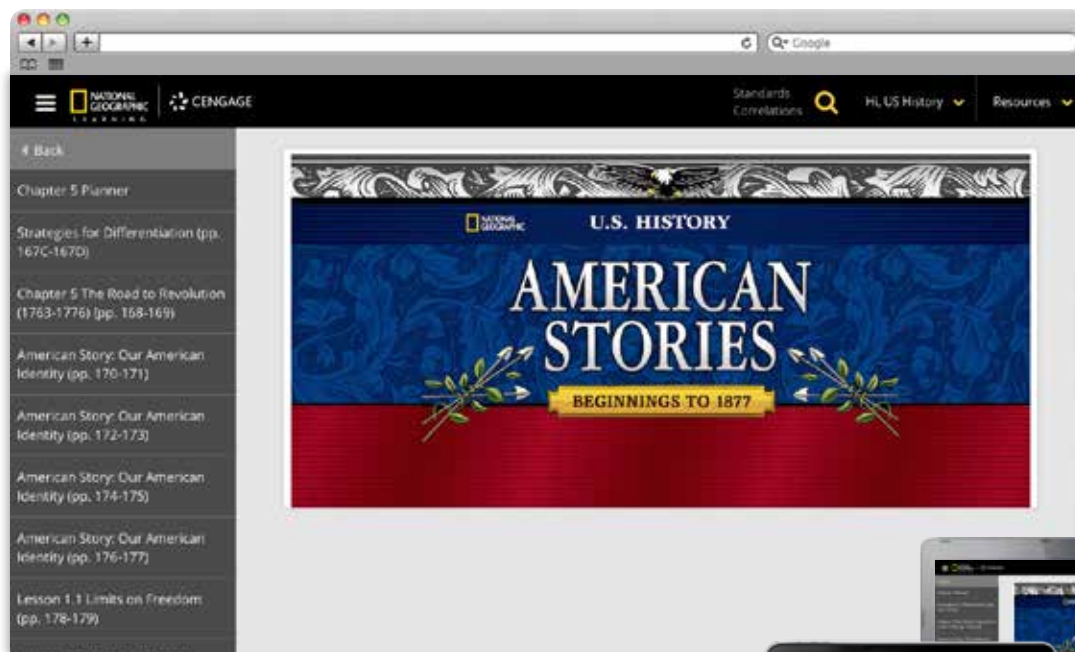 Google
NATIONAL
GEOGRAPHIC
LEARNING
CENGAGE
Standards
Correlations
Hi, US History
Resources
Back
Chapter 5 Planner
Strategies for Differentiation (pp.
167C-167D)
Chapter 5 The Road to Revolution
(1763-1776) (pp. 168-169)
American Story: Our American
Identity (pp. 170-171)
American Story: Our American
Identity (pp. 172-173)
American Story: Our American
Identity (pp. 174-175)
American Story: Our American
Identity (pp. 176-177)
Lesson 1.1 Limits on Freedom
(pp. 178-179)
NATIONAL
GEOGRAPHIC
U.S. HISTORY
AMERICAN
STORIES
BEGINNINGS TO 1877